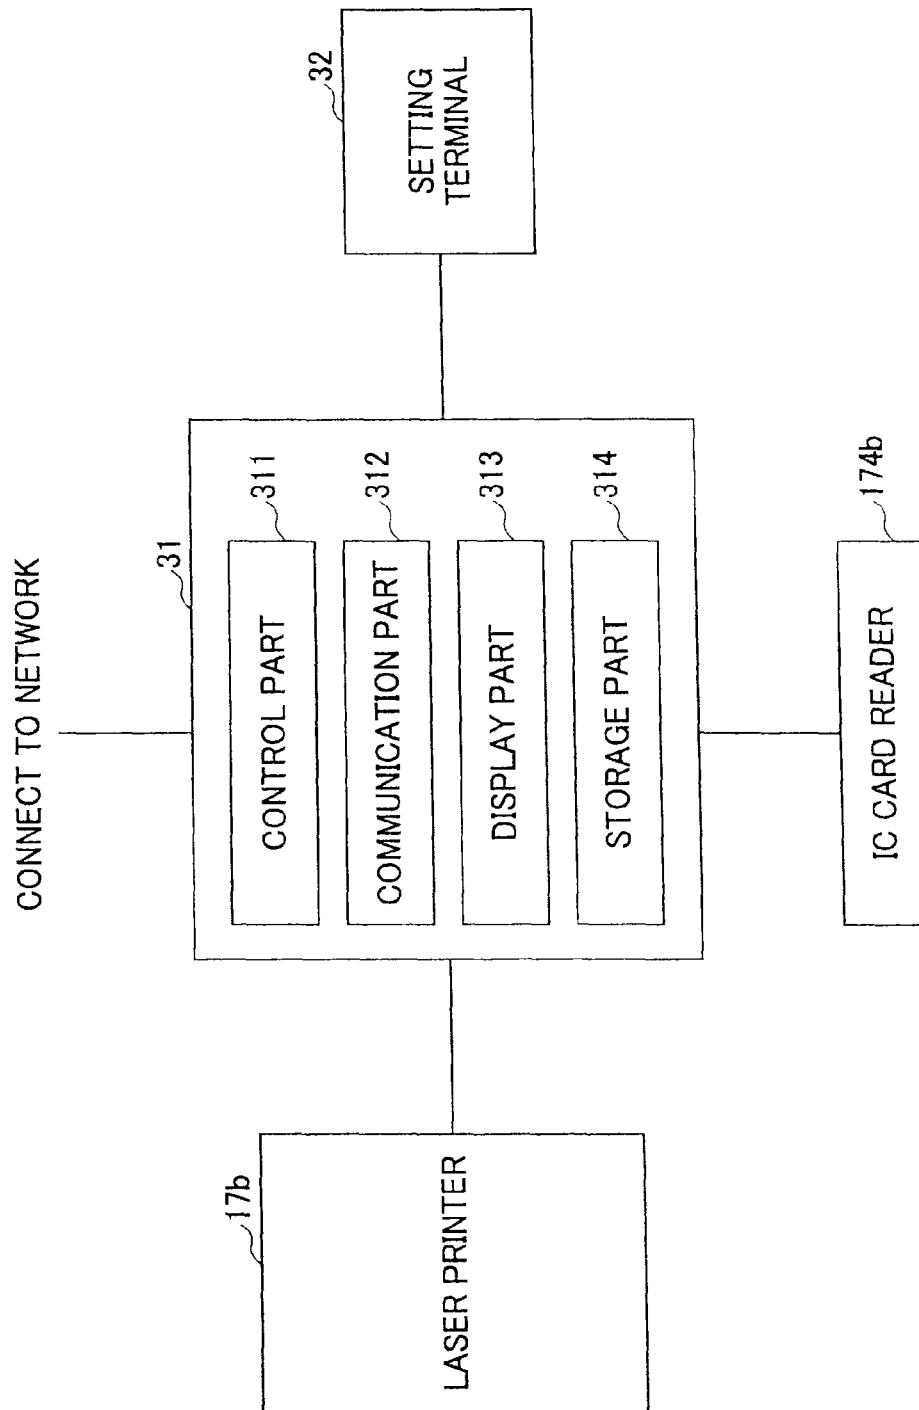 CONNECT TO NETWORK
17b
LASER PRINTER
31
CONTROL PART
311
COMMUNICATION PART
312
DISPLAY PART
313
STORAGE PART
314
32
SETTING
TERMINAL
IC CARD READER
174b